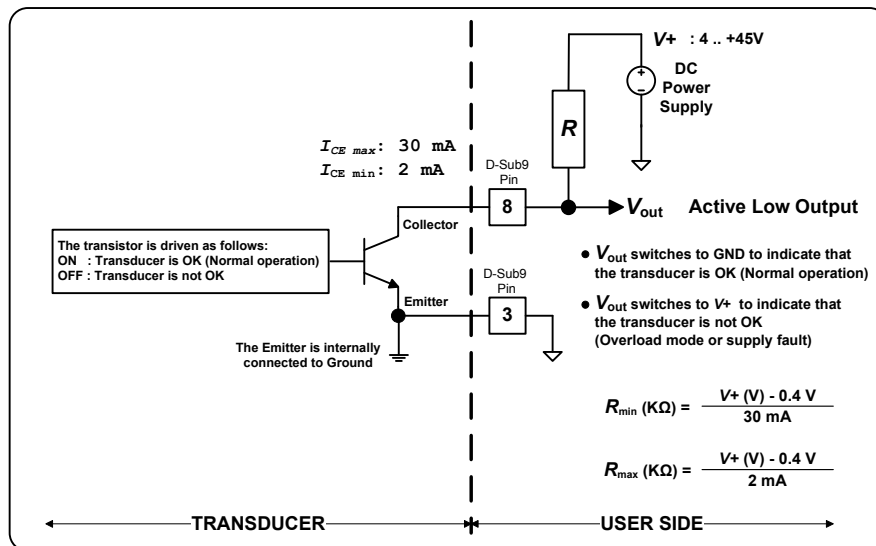 V+ : 4 .. +45V
DC
Power
Supply
R
I_CE max: 30 mA
I_CE min: 2 mA
D-Sub9
Pin
8
Collector
V_out Active Low Output
The transistor is driven as follows:
ON : Transducer is OK (Normal operation)
OFF : Transducer is not OK
● V_out switches to GND to indicate that
the transducer is OK (Normal operation)
D-Sub9
Pin
3
Emitter
● V_out switches to V+ to indicate that
the transducer is not OK
(Overload mode or supply fault)
The Emitter is internally
connected to Ground
R_min (KΩ) = V+ (V) - 0.4 V
30 mA
R_max (KΩ) = V+ (V) - 0.4 V
2 mA
TRANSDUCER
USER SIDE